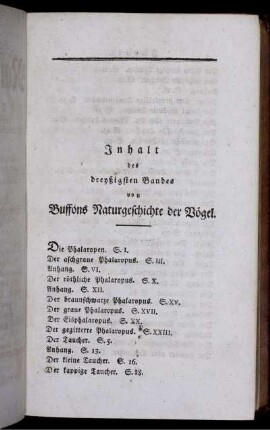 Inhalt
des
dreyßigsten Bandes
von
Buffons Naturgeschichte der Vögel.
Die Phalaropen. S. I.
Der aschgraue Phalaropus. S. III.
Anhang. S. VI.
Der röthliche Phalaropus. S. X.
Anhang. S. XII.
Der braunschwarze Phalaropus. S. XV.
Der graue Phalaropus. S. XVII.
Der Eisphalaropus. S. XX.
Der gezitterte Phalaropus. S. XXIII.
Der Taucher. S. 5.
Anhang. S. 13.
Der kleine Taucher. S. 16.
Der kappige Taucher. S. 18.